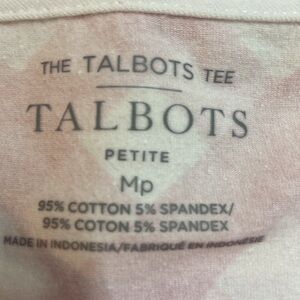 THE TALBOTS TEE
TALBOTS
PETITE
Mp
95% COTTON 5% SPANDEX/
95% COTON 5% SPANDEX
MADE IN INDONESIA/FABRIQUÉ EN INDONÉSIE